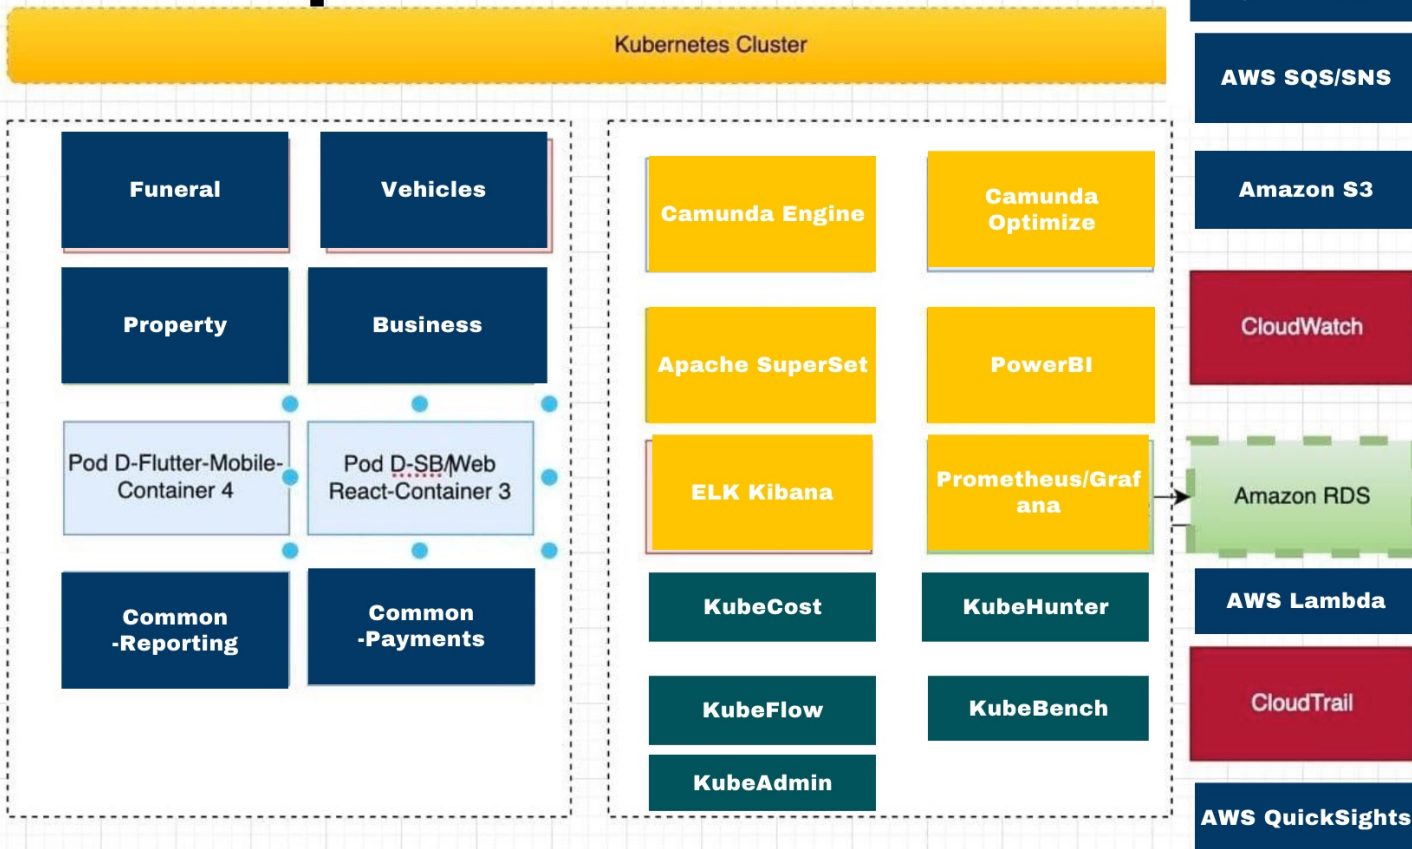 Kubernetes Cluster
Funeral
Vehicles
Property
Business
Pod D-Flutter-Mobile-
Container 4
Pod D-SB/Web
React-Container 3
Common
-Reporting
Common
-Payments
Camunda Engine
Camunda
Optimize
Apache SuperSet
PowerBI
ELK Kibana
Prometheus/Graf
ana
KubeCost
KubeHunter
KubeFlow
KubeBench
KubeAdmin
AWS SQS/SNS
Amazon S3
CloudWatch
Amazon RDS
AWS Lambda
CloudTrail
AWS QuickSights